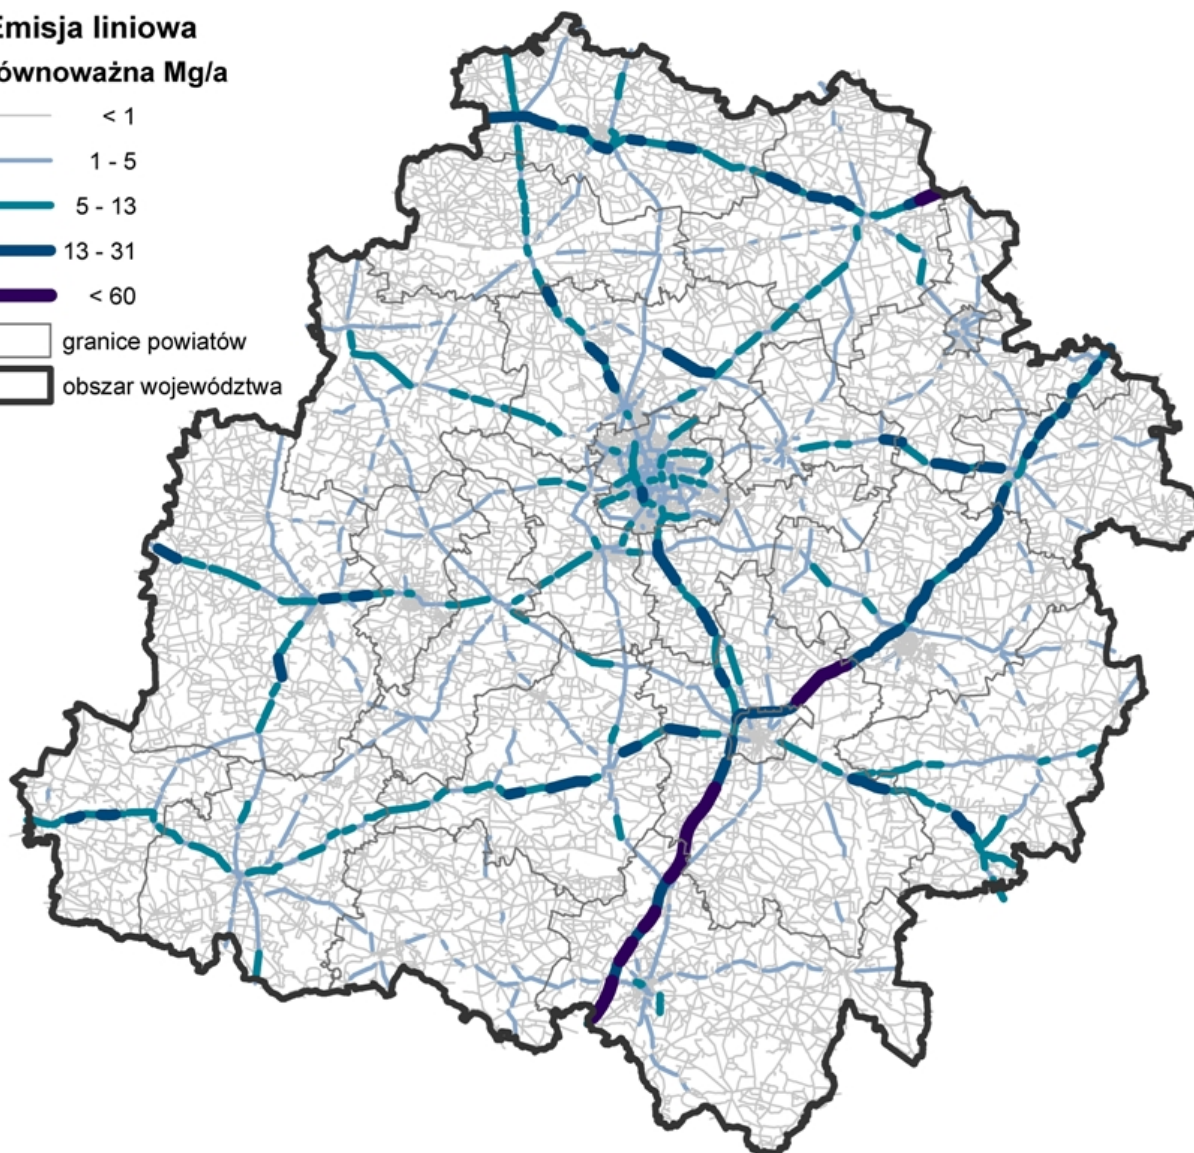 Emisja liniowa
ównoważna Mg/a
< 1
1 - 5
5 - 13
13 - 31
< 60
granice powiatów
obszar województwa